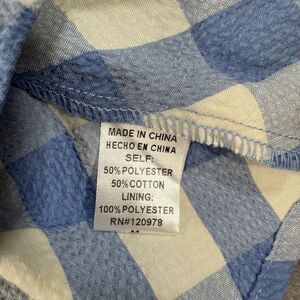 MADE IN CHINA
HECHO EN CHINA
SELF:
50%POLYESTER
50%COTTON
LINING:
100%POLYESTER
RN#120978